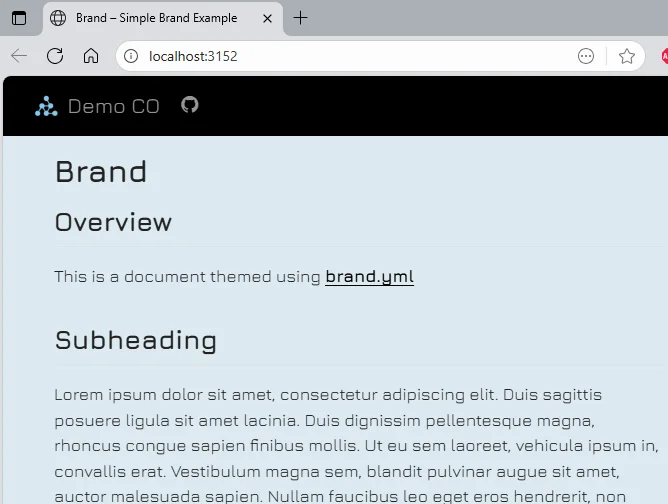 Brand – Simple Brand Example
localhost:3152
Demo CO
Brand
Overview
This is a document themed using brand.yml
Subheading
Lorem ipsum dolor sit amet, consectetur adipiscing elit. Duis sagittis
posuere ligula sit amet lacinia. Duis dignissim pellentesque magna,
rhoncus congue sapien finibus mollis. Ut eu sem laoreet, vehicula ipsum in,
convallis erat. Vestibulum magna sem, blandit pulvinar augue sit amet,
auctor malesuada sapien. Nullam faucibus leo eget eros hendrerit, non